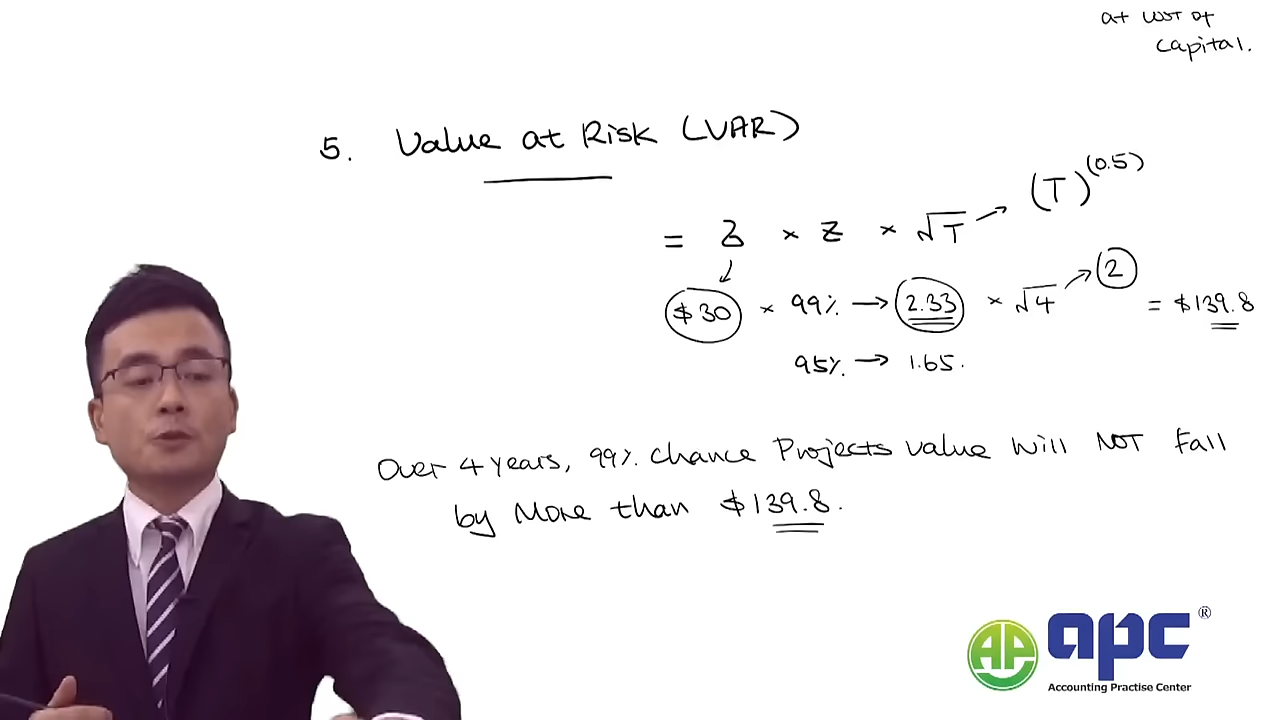 at cost of
capital.
5. Value at Risk (VAR)
= 3 × Z × √T → (T)^(0.5)
$30 × 99% → 2.33 × √4 → 2 = $139.8
95% → 1.65.
Over 4 years, 99% chance Projects value will NOT fall
by More than $139.8.
AP apc ®
Accounting Practise Center